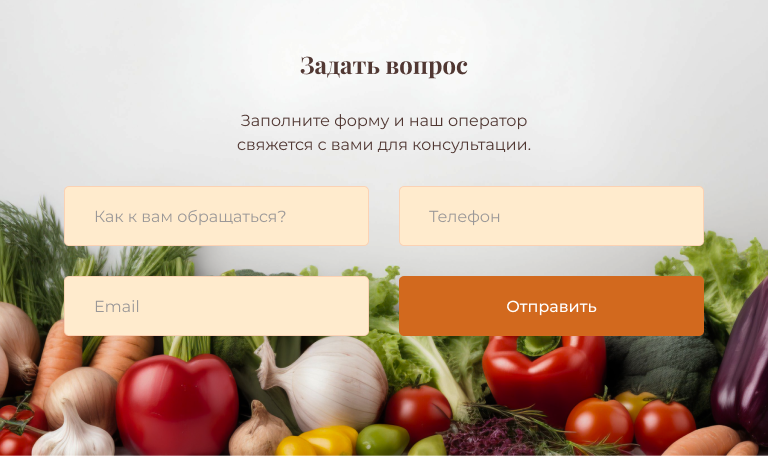 Задать вопрос
Заполните форму и наш оператор
свяжется с вами для консультации.
Как к вам обращаться?
Телефон
Email
Отправить